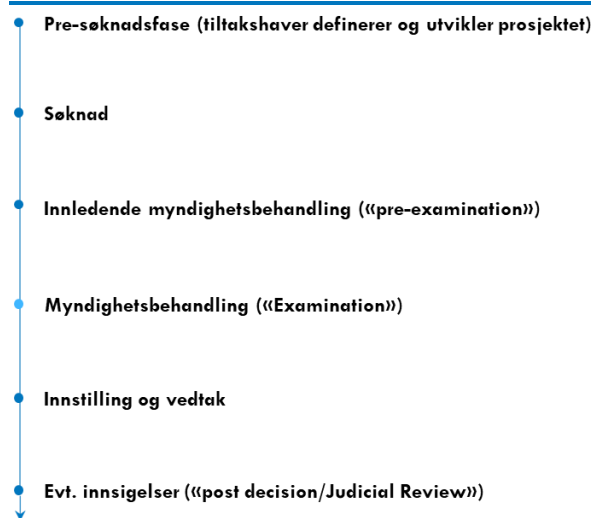 Pre-søknadsfase (tiltakshaver definerer og utvikler prosjektet)
Søknad
Innledende myndighetsbehandling («pre-examination»)
Myndighetsbehandling («Examination»)
Innstilling og vedtak
Evt. innsigelser («post decision/Judicial Review»)